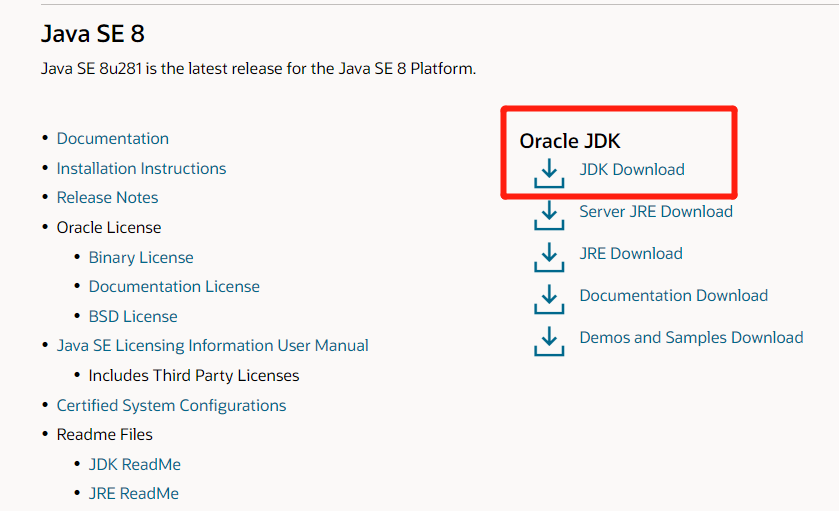 Java SE 8
Java SE 8u281 is the latest release for the Java SE 8 Platform.
Documentation
Installation Instructions
Release Notes
Oracle License
Binary License
Documentation License
BSD License
Java SE Licensing Information User Manual
Includes Third Party Licenses
Certified System Configurations
Readme Files
JDK ReadMe
JRE ReadMe
Oracle JDK
JDK Download
Server JRE Download
JRE Download
Documentation Download
Demos and Samples Download